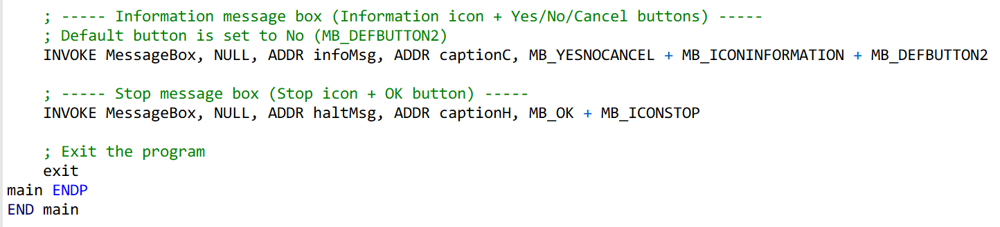 ; ----- Information message box (Information icon + Yes/No/Cancel buttons) -----
; Default button is set to No (MB_DEFBUTTON2)
INVOKE MessageBox, NULL, ADDR infoMsg, ADDR captionC, MB_YESNOCANCEL + MB_ICONINFORMATION + MB_DEFBUTTON2
; ----- Stop message box (Stop icon + OK button) -----
INVOKE MessageBox, NULL, ADDR haltMsg, ADDR captionH, MB_OK + MB_ICONSTOP
; Exit the program
exit
main ENDP
END main